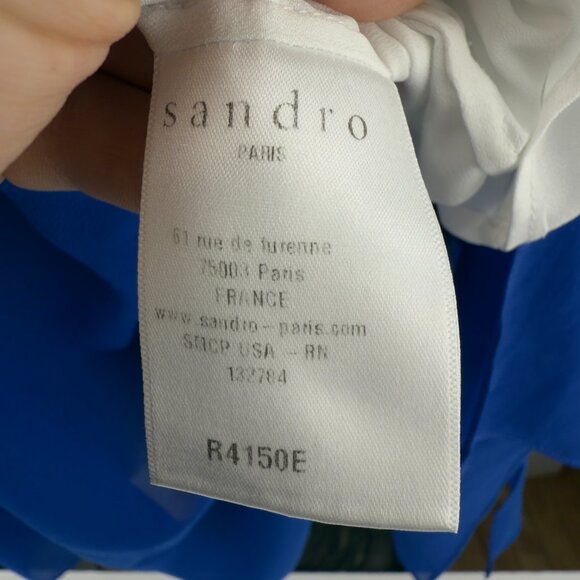 sandro
PARIS
61 rue de turenne
75003 Paris
FRANCE
www.sandro-paris.com
SMCP USA - RN
132784
R4150E